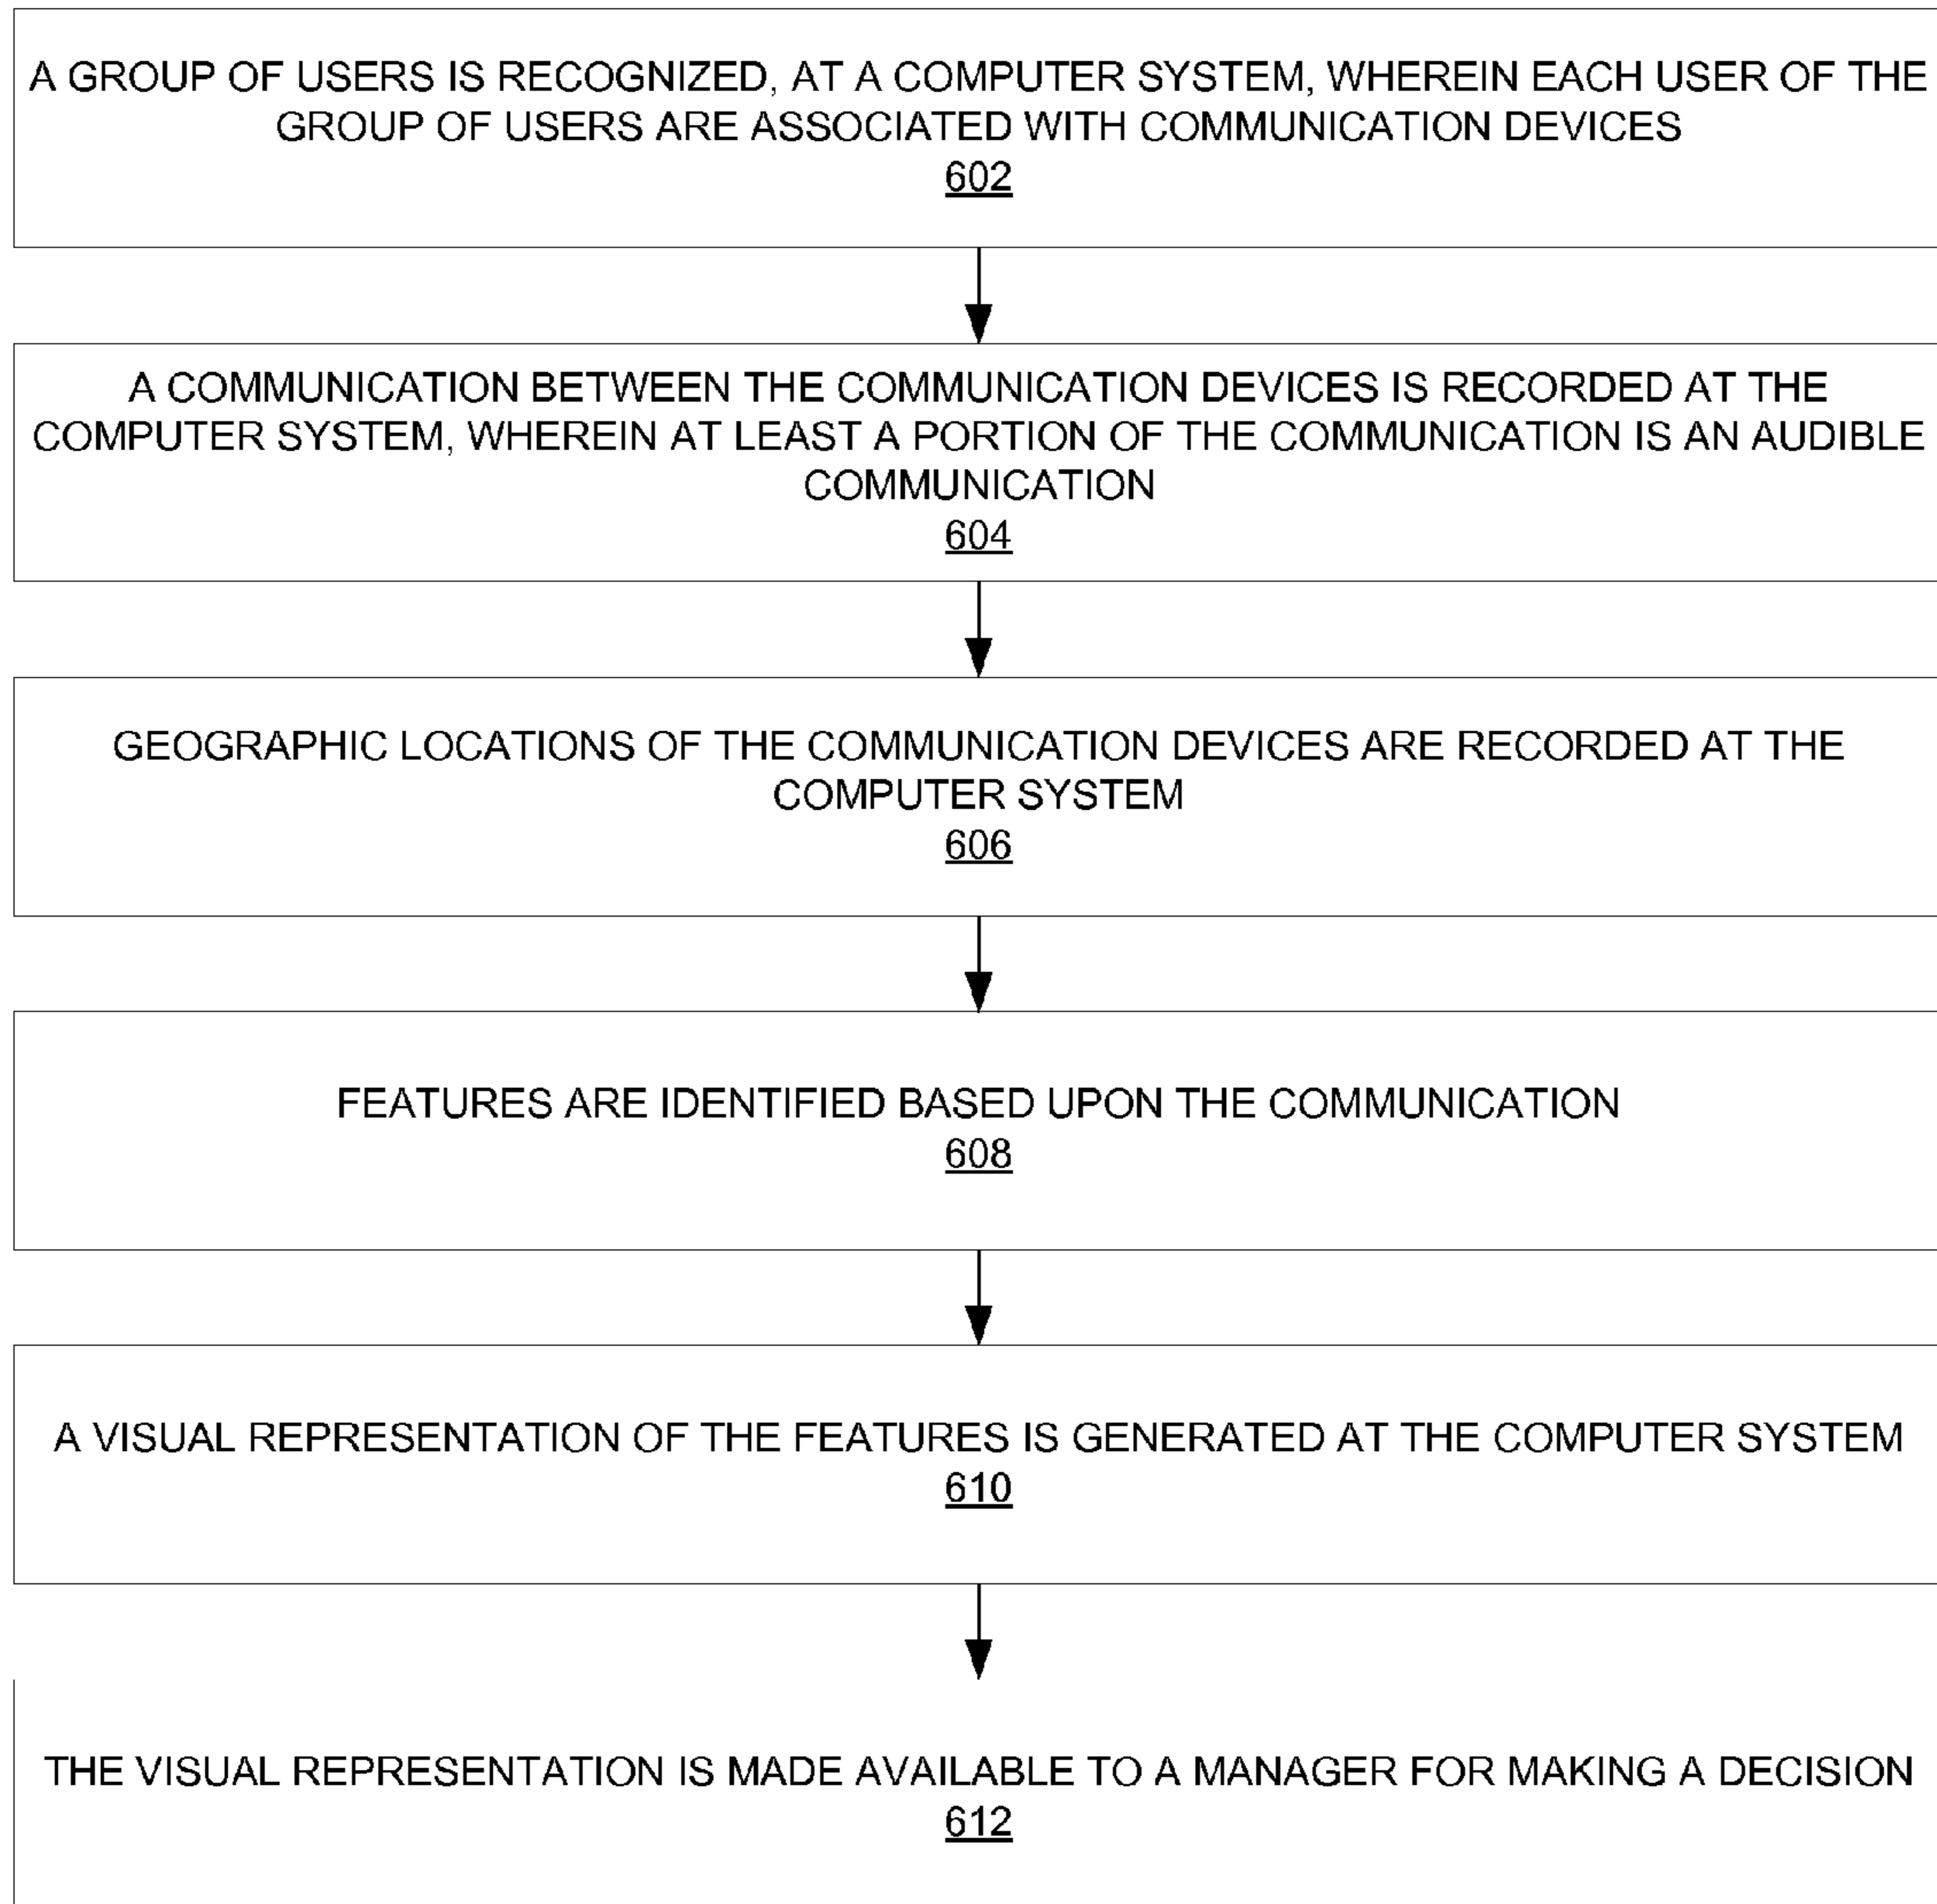 A GROUP OF USERS IS RECOGNIZED, AT A COMPUTER SYSTEM, WHEREIN EACH USER OF THE
GROUP OF USERS ARE ASSOCIATED WITH COMMUNICATION DEVICES
602
A COMMUNICATION BETWEEN THE COMMUNICATION DEVICES IS RECORDED AT THE
COMPUTER SYSTEM, WHEREIN AT LEAST A PORTION OF THE COMMUNICATION IS AN AUDIBLE
COMMUNICATION
604
GEOGRAPHIC LOCATIONS OF THE COMMUNICATION DEVICES ARE RECORDED AT THE
COMPUTER SYSTEM
606
FEATURES ARE IDENTIFIED BASED UPON THE COMMUNICATION
608
A VISUAL REPRESENTATION OF THE FEATURES IS GENERATED AT THE COMPUTER SYSTEM
610
THE VISUAL REPRESENTATION IS MADE AVAILABLE TO A MANAGER FOR MAKING A DECISION
612